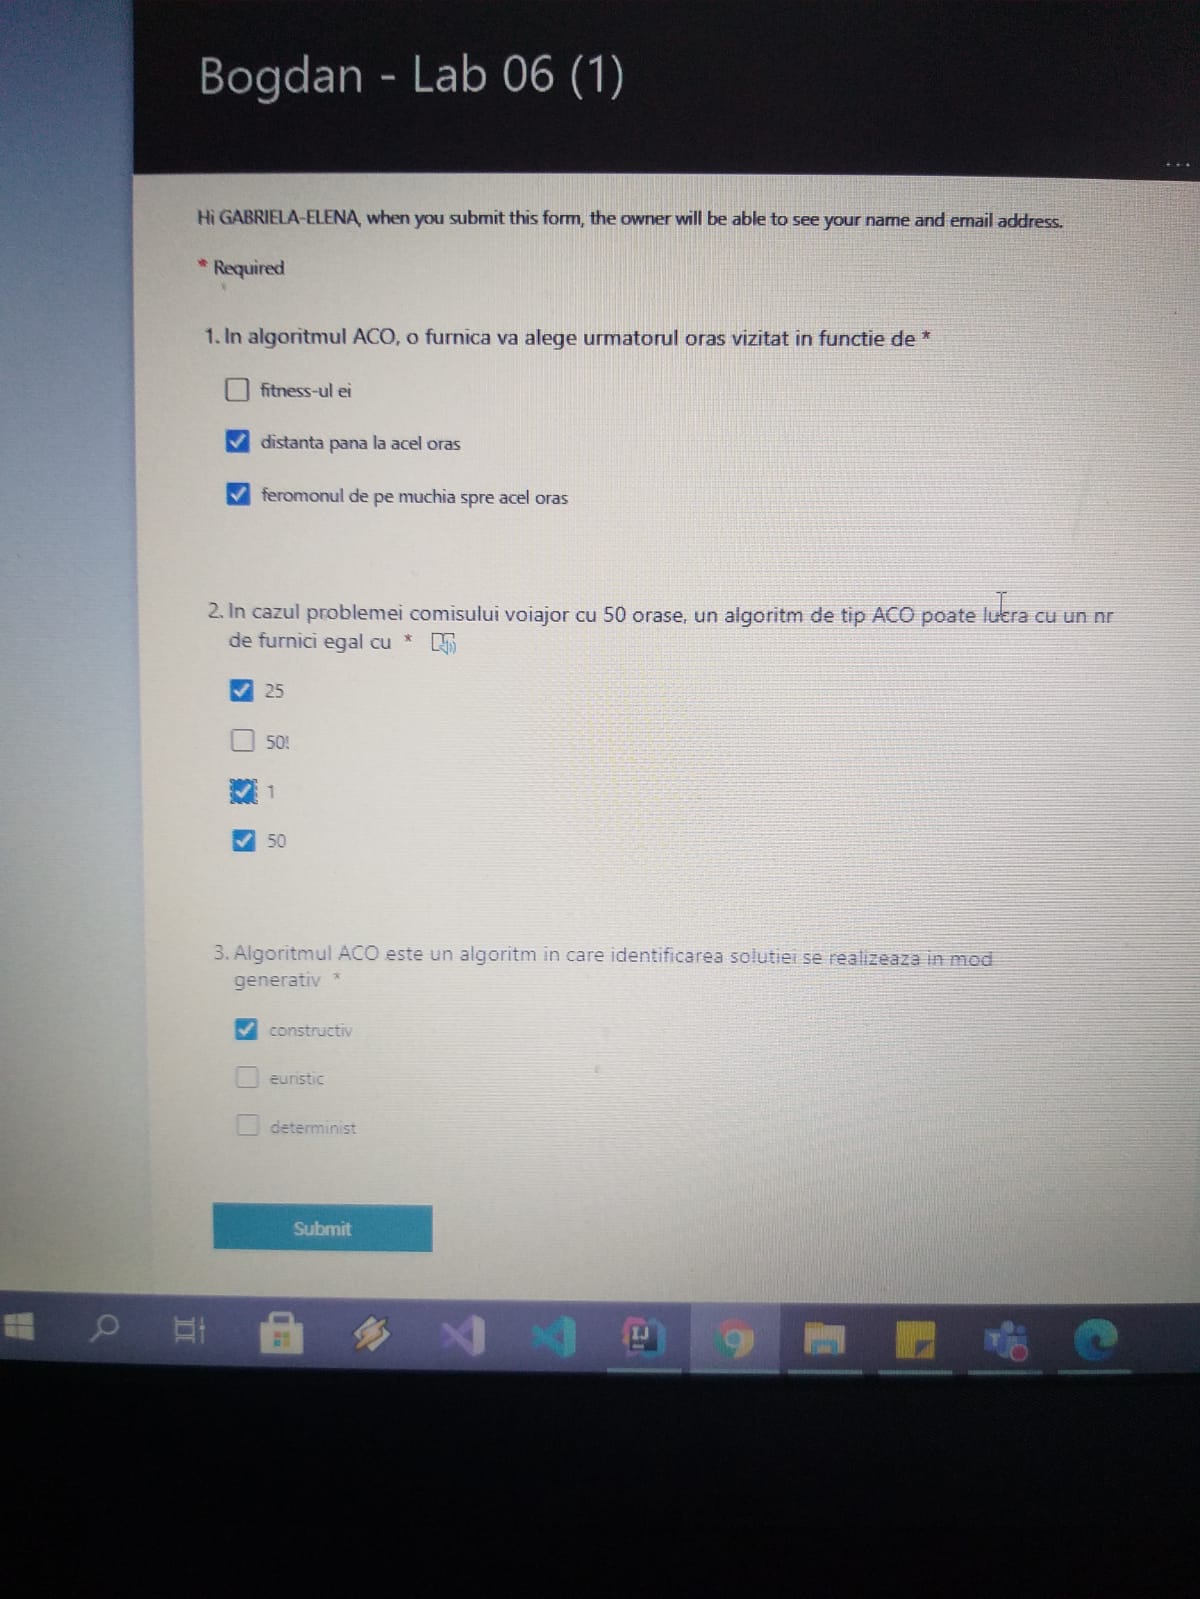 Bogdan - Lab 06 (1)
...
Hi GABRIELA-ELENA, when you submit this form, the owner will be able to see your name and email address.
* Required
1. In algoritmul ACO, o furnica va alege urmatorul oras vizitat in functie de *
fitness-ul ei
distanta pana la acel oras
feromonul de pe muchia spre acel oras
2. In cazul problemei comisului voiajor cu 50 orase, un algoritm de tip ACO poate lucra cu un nr
de furnici egal cu *
25
50!
1
50
3. Algoritmul ACO este un algoritm in care identificarea solutiei se realizeaza in mod
generativ *
constructiv
euristic
determinist
Submit